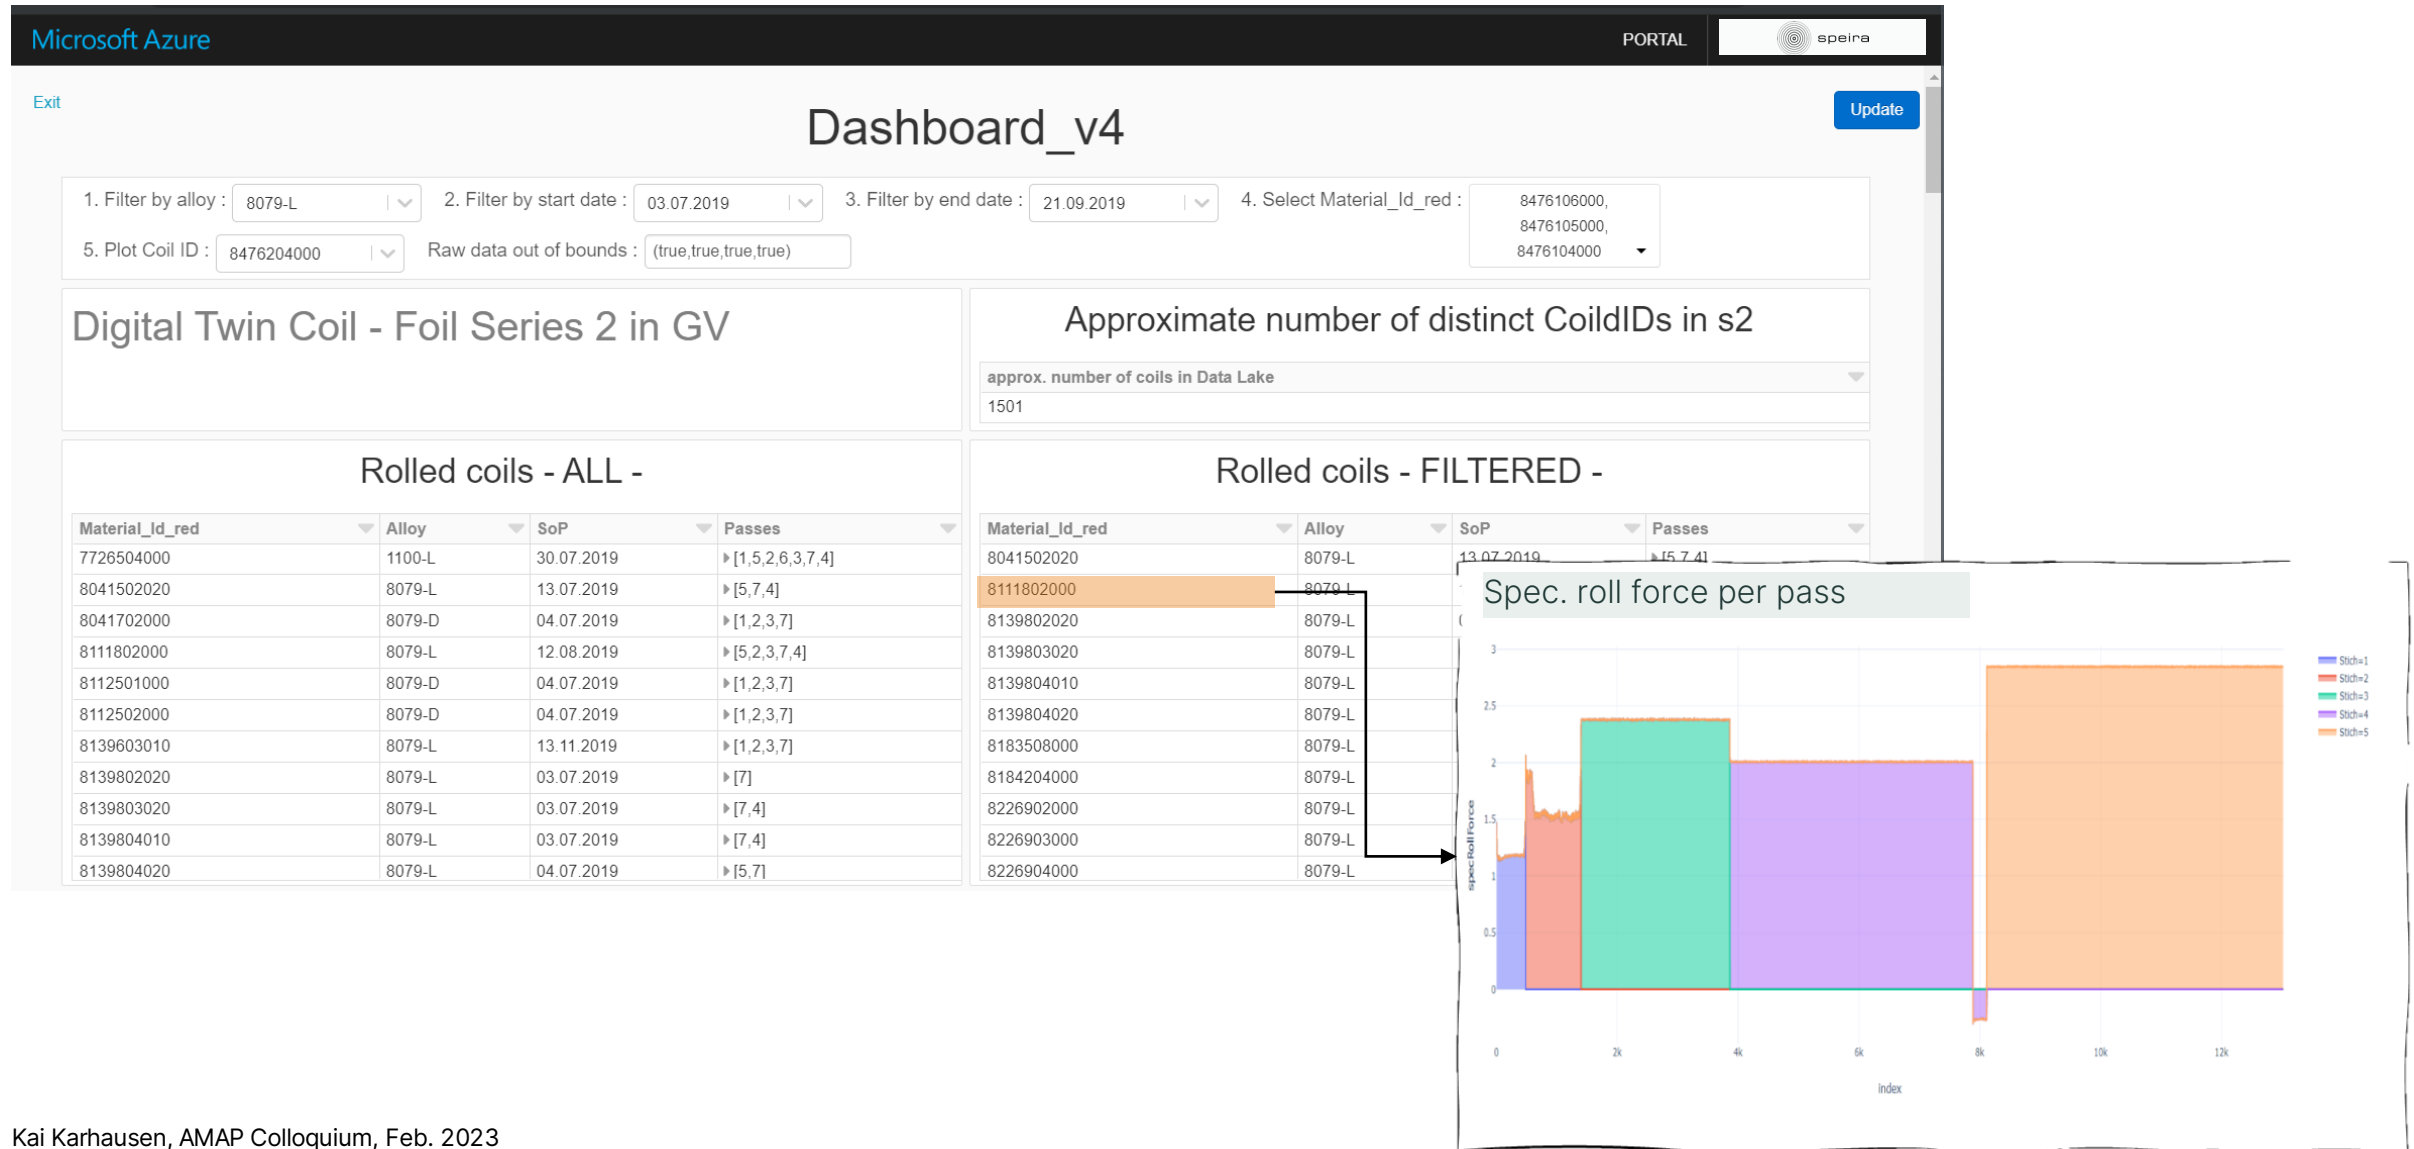 Microsoft Azure
PORTAL
speira
Exit
Dashboard_v4
Update
1. Filter by alloy : 8079-L 2. Filter by start date : 03.07.2019 3. Filter by end date : 21.09.2019 4. Select Material_Id_red : 8476106000,
8476105000,
8476104000
5. Plot Coil ID : 8476204000 Raw data out of bounds : (true,true,true,true)
Digital Twin Coil - Foil Series 2 in GV
Approximate number of distinct CoildIDs in s2
approx. number of coils in Data Lake
1501
Rolled coils - ALL -
Material_Id_red Alloy SoP Passes
7726504000 1100-L 30.07.2019 [1,5,2,6,3,7,4]
8041502020 8079-L 13.07.2019 [5,7,4]
8041702000 8079-D 04.07.2019 [1,2,3,7]
8111802000 8079-L 12.08.2019 [5,2,3,7,4]
8112501000 8079-D 04.07.2019 [1,2,3,7]
8112502000 8079-D 04.07.2019 [1,2,3,7]
8139603010 8079-L 13.11.2019 [1,2,3,7]
8139802020 8079-L 03.07.2019 [7]
8139803020 8079-L 03.07.2019 [7,4]
8139804010 8079-L 03.07.2019 [7,4]
8139804020 8079-L 04.07.2019 [5,7]
Rolled coils - FILTERED -
Material_Id_red Alloy SoP Passes
8041502020 8079-L 13.07.2019 [5,7,4]
8111802000 8079-L
8139802020 8079-L
8139803020 8079-L
8139804010 8079-L
8139804020 8079-L
8183508000 8079-L
8184204000 8079-L
8226902000 8079-L
8226903000 8079-L
8226904000 8079-L
Spec. roll force per pass
3
2.5
2
1.5
1
0.5
0
specRollForce
0 2k 4k 6k 8k 10k 12k
index
Stich=1
Stich=2
Stich=3
Stich=4
Stich=5
Kai Karhausen, AMAP Colloquium, Feb. 2023